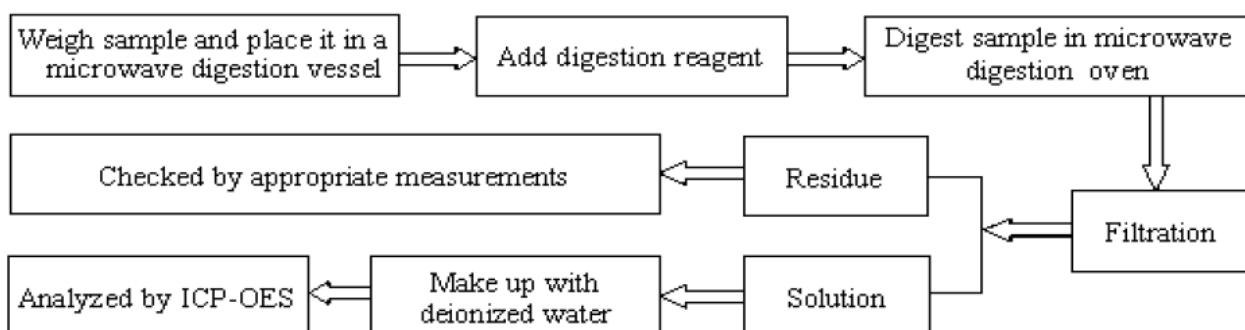 Weigh sample and place it in a
microwave digestion vessel
Add digestion reagent
Digest sample in microwave
digestion oven
Checked by appropriate measurements
Residue
Filtration
Analyzed by ICP-OES
Make up with
deionized water
Solution